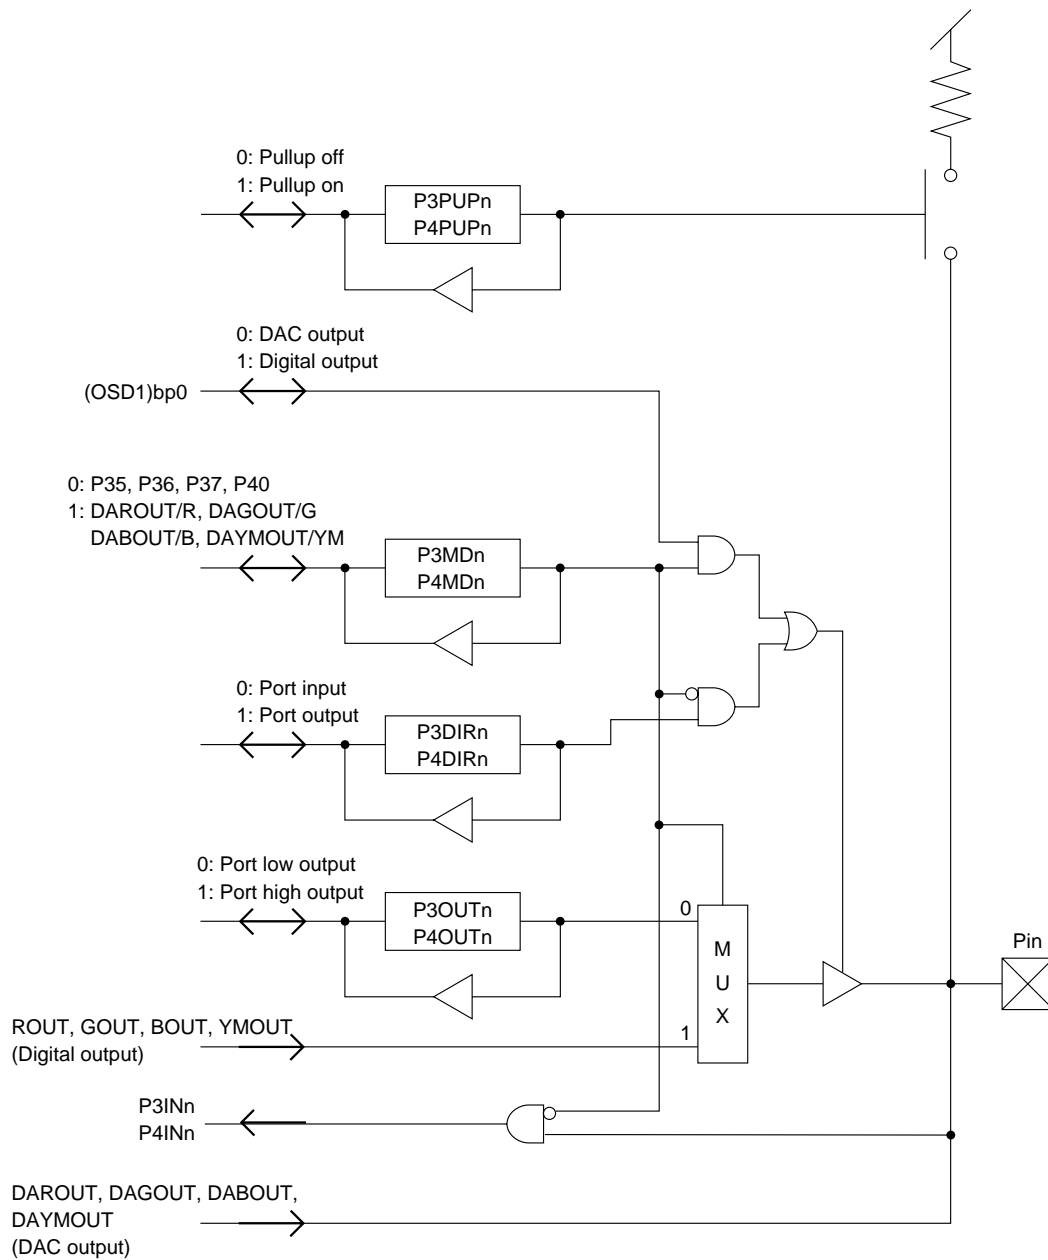 0: Pullup off
1: Pullup on
P3PUPn
P4PUPn
0: DAC output
1: Digital output
(OSD1)bp0
0: P35, P36, P37, P40
1: DAROUT/R, DAGOUT/G
DABOUT/B, DAYMOUT/YM
P3MDn
P4MDn
0: Port input
1: Port output
P3DIRn
P4DIRn
0: Port low output
1: Port high output
P3OUTn
P4OUTn
0
M
U
X
1
Pin
ROUT, GOUT, BOUT, YMOUT
(Digital output)
P3INn
P4INn
DAROUT, DAGOUT, DABOUT,
DAYMOUT
(DAC output)